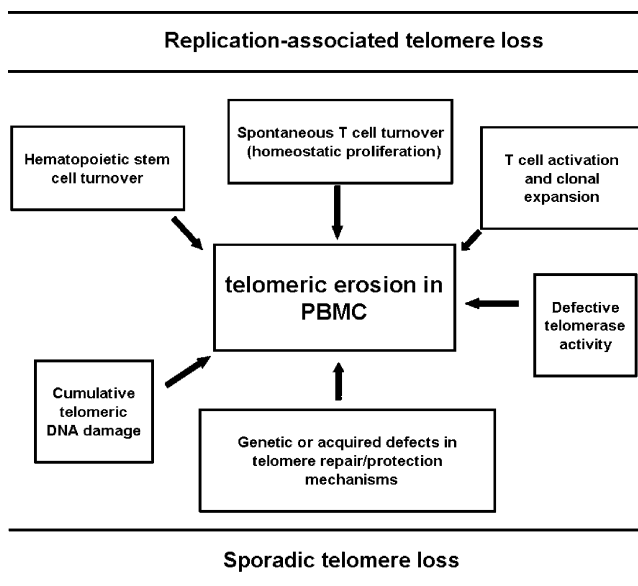 Replication-associated telomere loss
Hematopoietic stem
cell turnover
Spontaneous T cell turnover
(homeostatic proliferation)
T cell activation
and clonal
expansion
telomeric erosion in
PBMC
Defective
telomerase
activity
Cumulative
telomeric
DNA damage
Genetic or acquired defects in
telomere repair/protection
mechanisms
Sporadic telomere loss